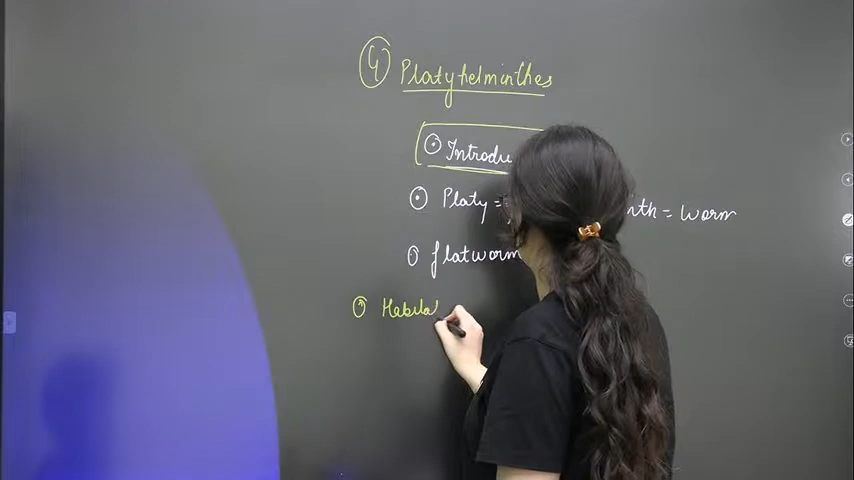 4 Platyhelminthes
Introdu
Platy = nth = worm
flatworm
Habita